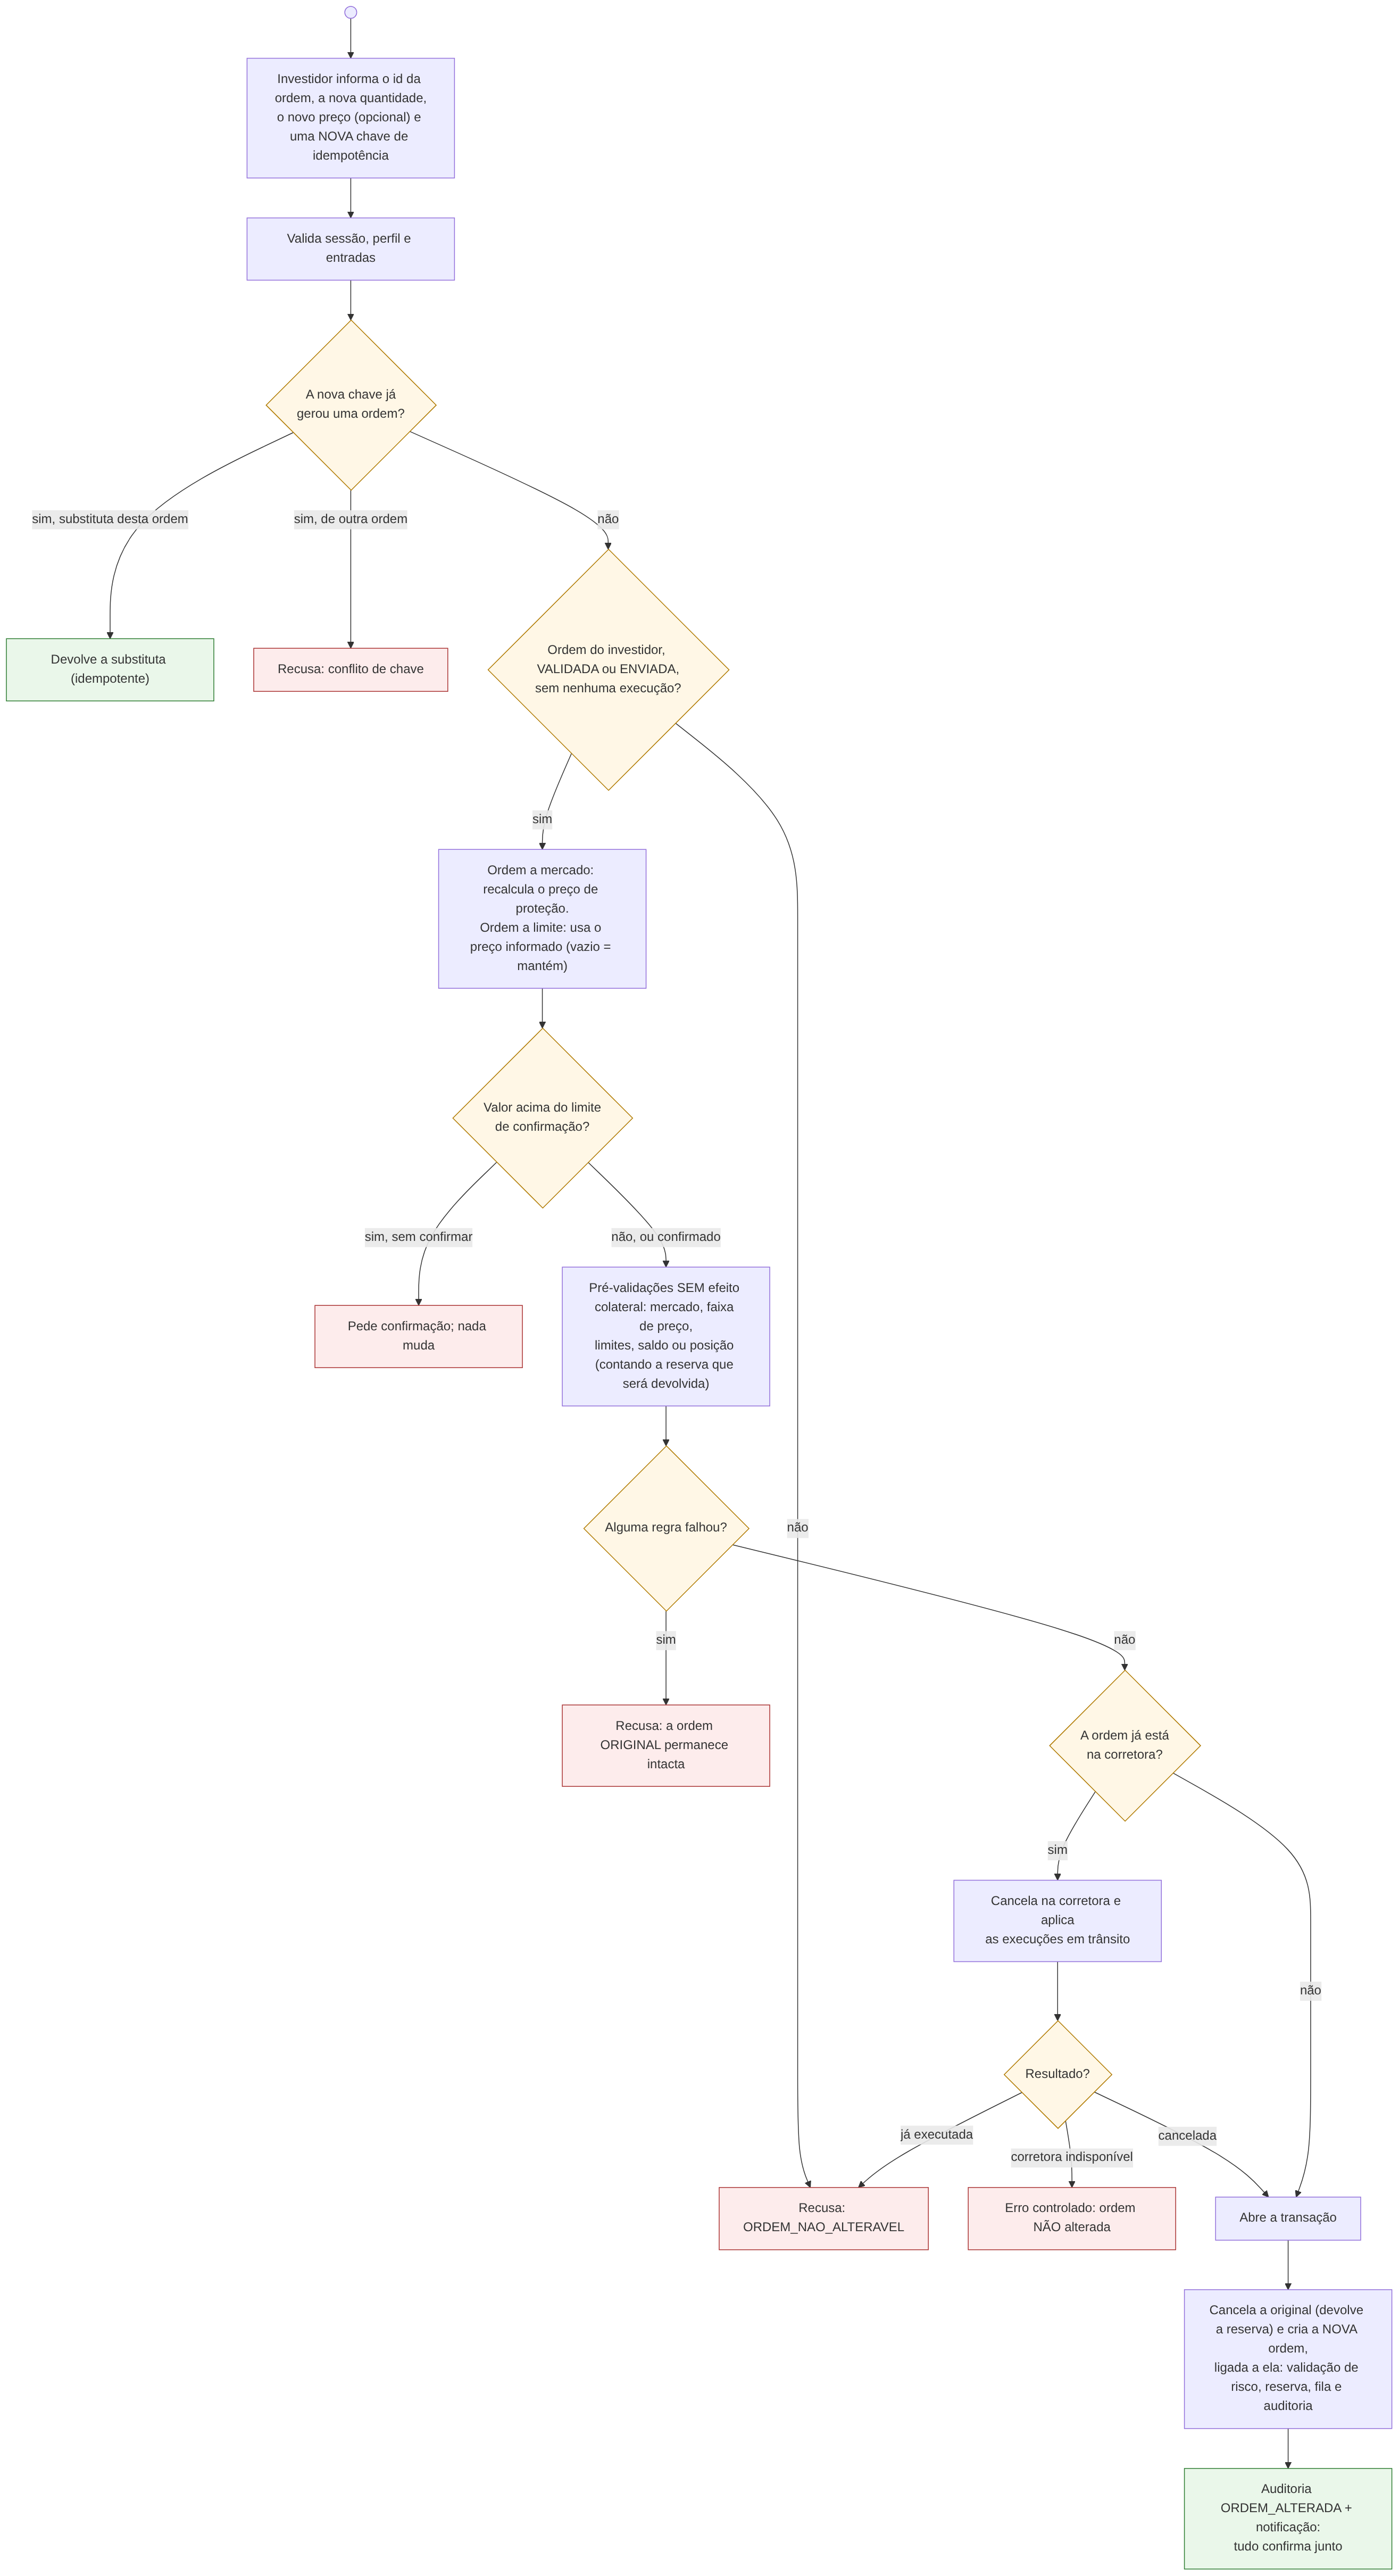 Investidor informa o id da
ordem, a nova quantidade,
o novo preço (opcional) e
uma NOVA chave de
idempotência
Valida sessão, perfil e
entradas
A nova chave já
gerou uma ordem?
sim, substituta desta ordem
sim, de outra ordem
não
Devolve a substituta
(idempotente)
Recusa: conflito de chave
Ordem do investidor,
VALIDADA ou ENVIADA,
sem nenhuma execução?
sim
Ordem a mercado:
recalcula o preço de
proteção.
Ordem a limite: usa o
preço informado (vazio =
mantém)
Valor acima do limite
de confirmação?
sim, sem confirmar
não, ou confirmado
Pede confirmação; nada
muda
Pré-validações SEM efeito
colateral: mercado, faixa
de preço,
limites, saldo ou posição
(contando a reserva que
será devolvida)
Alguma regra falhou?
não
sim
não
Recusa: a ordem
ORIGINAL permanece
intacta
A ordem já está
na corretora?
sim
Cancela na corretora e
aplica
as execuções em trânsito
não
Resultado?
já executada
corretora indisponível
cancelada
Recusa:
ORDEM_NAO_ALTERAVEL
Erro controlado: ordem
NÃO alterada
Abre a transação
Cancela a original (devolve
a reserva) e cria a NOVA
ordem,
ligada a ela: validação de
risco, reserva, fila e
auditoria
Auditoria
ORDEM_ALTERADA +
notificação:
tudo confirma junto